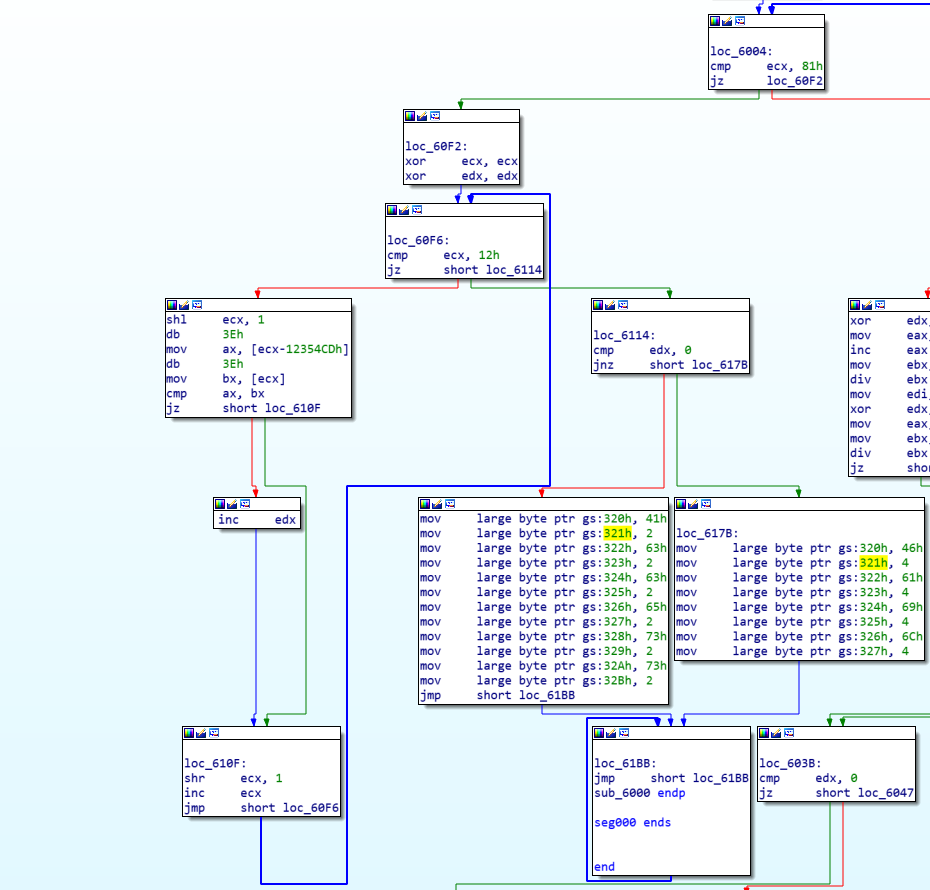 loc_6004:
cmp ecx, 81h
jz loc_60F2
loc_60F2:
xor ecx, ecx
xor edx, edx
loc_60F6:
cmp ecx, 12h
jz short loc_6114
shl ecx, 1
db 3Eh
mov ax, [ecx-12354CDh]
db 3Eh
mov bx, [ecx]
cmp ax, bx
jz short loc_610F
loc_6114:
cmp edx, 0
jnz short loc_617B
xor edx,
mov eax,
inc eax
mov ebx,
div ebx
mov edi,
xor edx,
mov eax,
mov ebx,
div ebx
jz shor
inc edx
mov large byte ptr gs:320h, 41h
mov large byte ptr gs:321h, 2
mov large byte ptr gs:322h, 63h
mov large byte ptr gs:323h, 2
mov large byte ptr gs:324h, 63h
mov large byte ptr gs:325h, 2
mov large byte ptr gs:326h, 65h
mov large byte ptr gs:327h, 2
mov large byte ptr gs:328h, 73h
mov large byte ptr gs:329h, 2
mov large byte ptr gs:32Ah, 73h
mov large byte ptr gs:32Bh, 2
jmp short loc_61BB
loc_617B:
mov large byte ptr gs:320h, 46h
mov large byte ptr gs:321h, 4
mov large byte ptr gs:322h, 61h
mov large byte ptr gs:323h, 4
mov large byte ptr gs:324h, 69h
mov large byte ptr gs:325h, 4
mov large byte ptr gs:326h, 6Ch
mov large byte ptr gs:327h, 4
loc_610F:
shr ecx, 1
inc ecx
jmp short loc_60F6
loc_61BB:
jmp short loc_61BB
sub_6000 endp
seg000 ends
end
loc_603B:
cmp edx, 0
jz short loc_6047